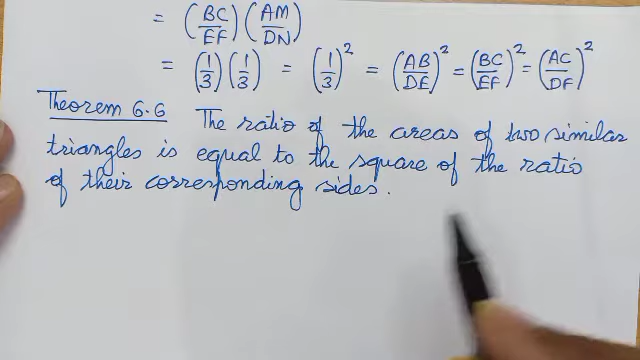 = (BC/EF) (AM/DN)
= (1/3) (1/3) = (1/3)² = (AB/DE)² = (BC/EF)² = (AC/DF)²
Theorem 6.6 The ratio of the areas of two similar
triangles is equal to the square of the ratio
of their corresponding sides.